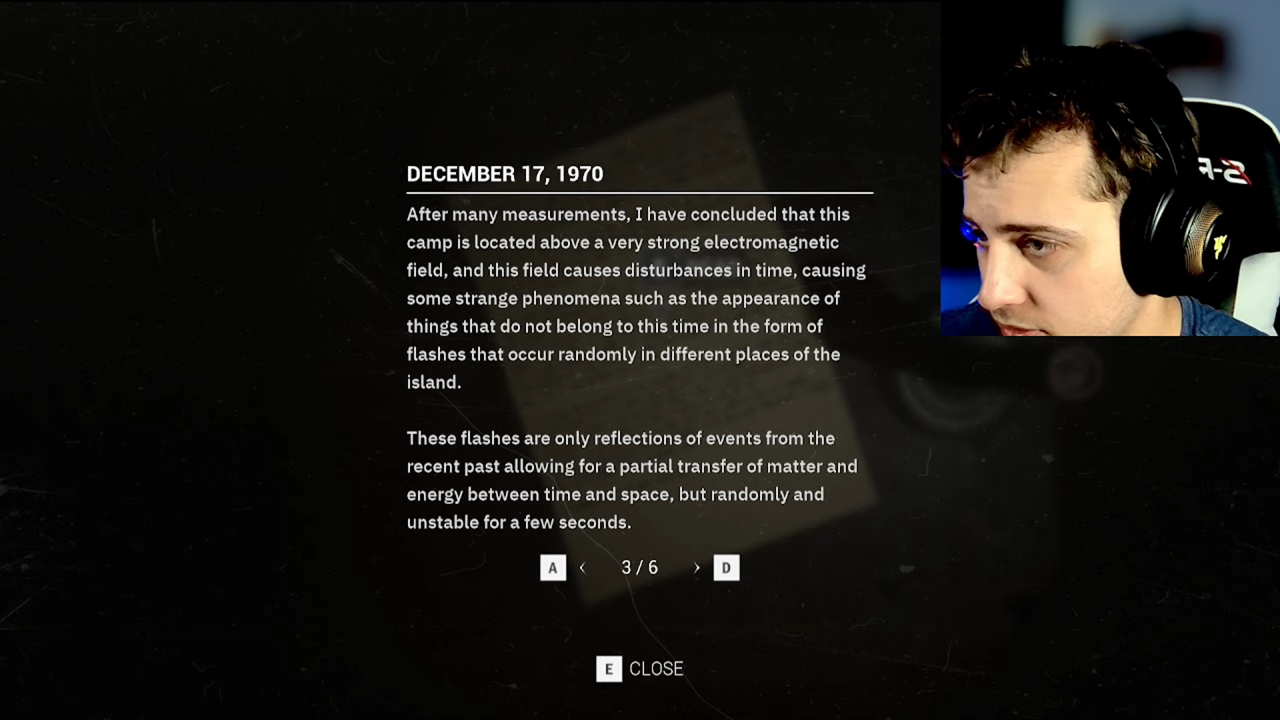 DECEMBER 17, 1970
After many measurements, I have concluded that this
camp is located above a very strong electromagnetic
field, and this field causes disturbances in time, causing
some strange phenomena such as the appearance of
things that do not belong to this time in the form of
flashes that occur randomly in different places of the
island.
These flashes are only reflections of events from the
recent past allowing for a partial transfer of matter and
energy between time and space, but randomly and
unstable for a few seconds.
A < 3 / 6 > D
E CLOSE